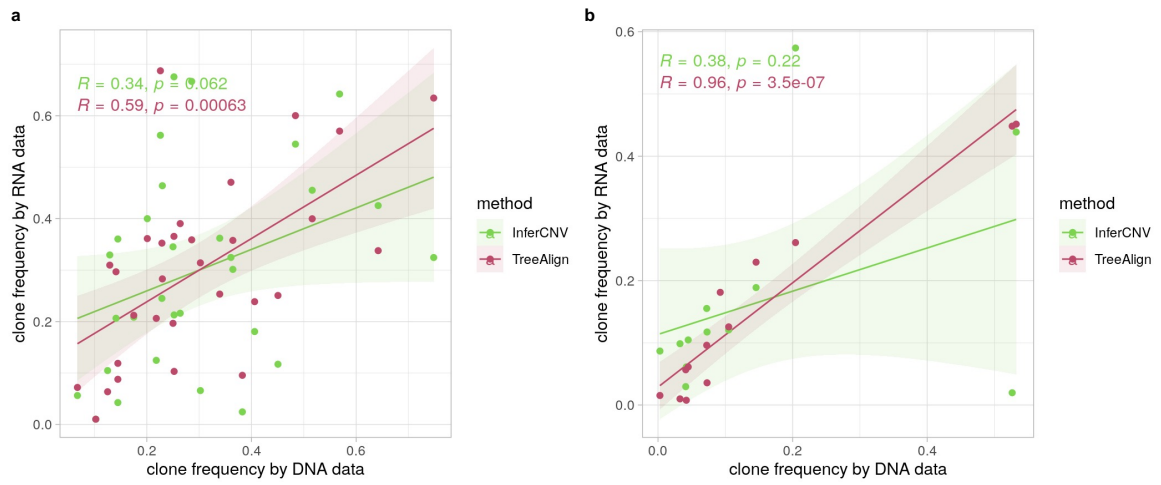 a
R = 0.34, p = 0.062
R = 0.59, p = 0.00063
0.6
0.4
0.2
0.0
0.2
0.4
0.6
clone frequency by RNA data
clone frequency by DNA data
method
a
InferCNV
a
TreeAlign
b
R = 0.38, p = 0.22
R = 0.96, p = 3.5e-07
0.6
0.4
0.2
0.0
0.0
0.2
0.4
clone frequency by RNA data
clone frequency by DNA data
method
a
InferCNV
a
TreeAlign